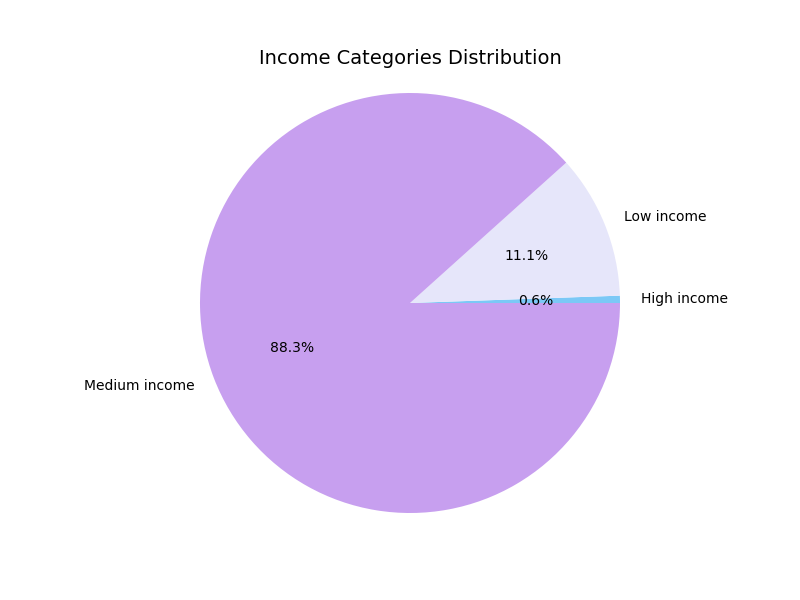 Income Categories Distribution
Low income
11.1%
High income
0.6%
88.3%
Medium income